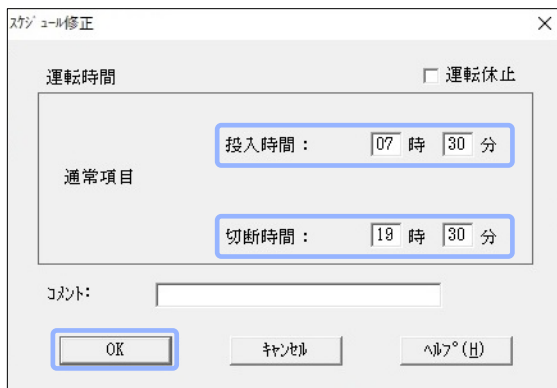 ｽｹｼﾞｭｰﾙ修正
運転時間
運転休止
投入時間： 07 時 30 分
通常項目
切断時間： 19 時 30 分
ｺﾒﾝﾄ:
OK ｷｬﾝｾﾙ ﾍﾙﾌﾟ(H)